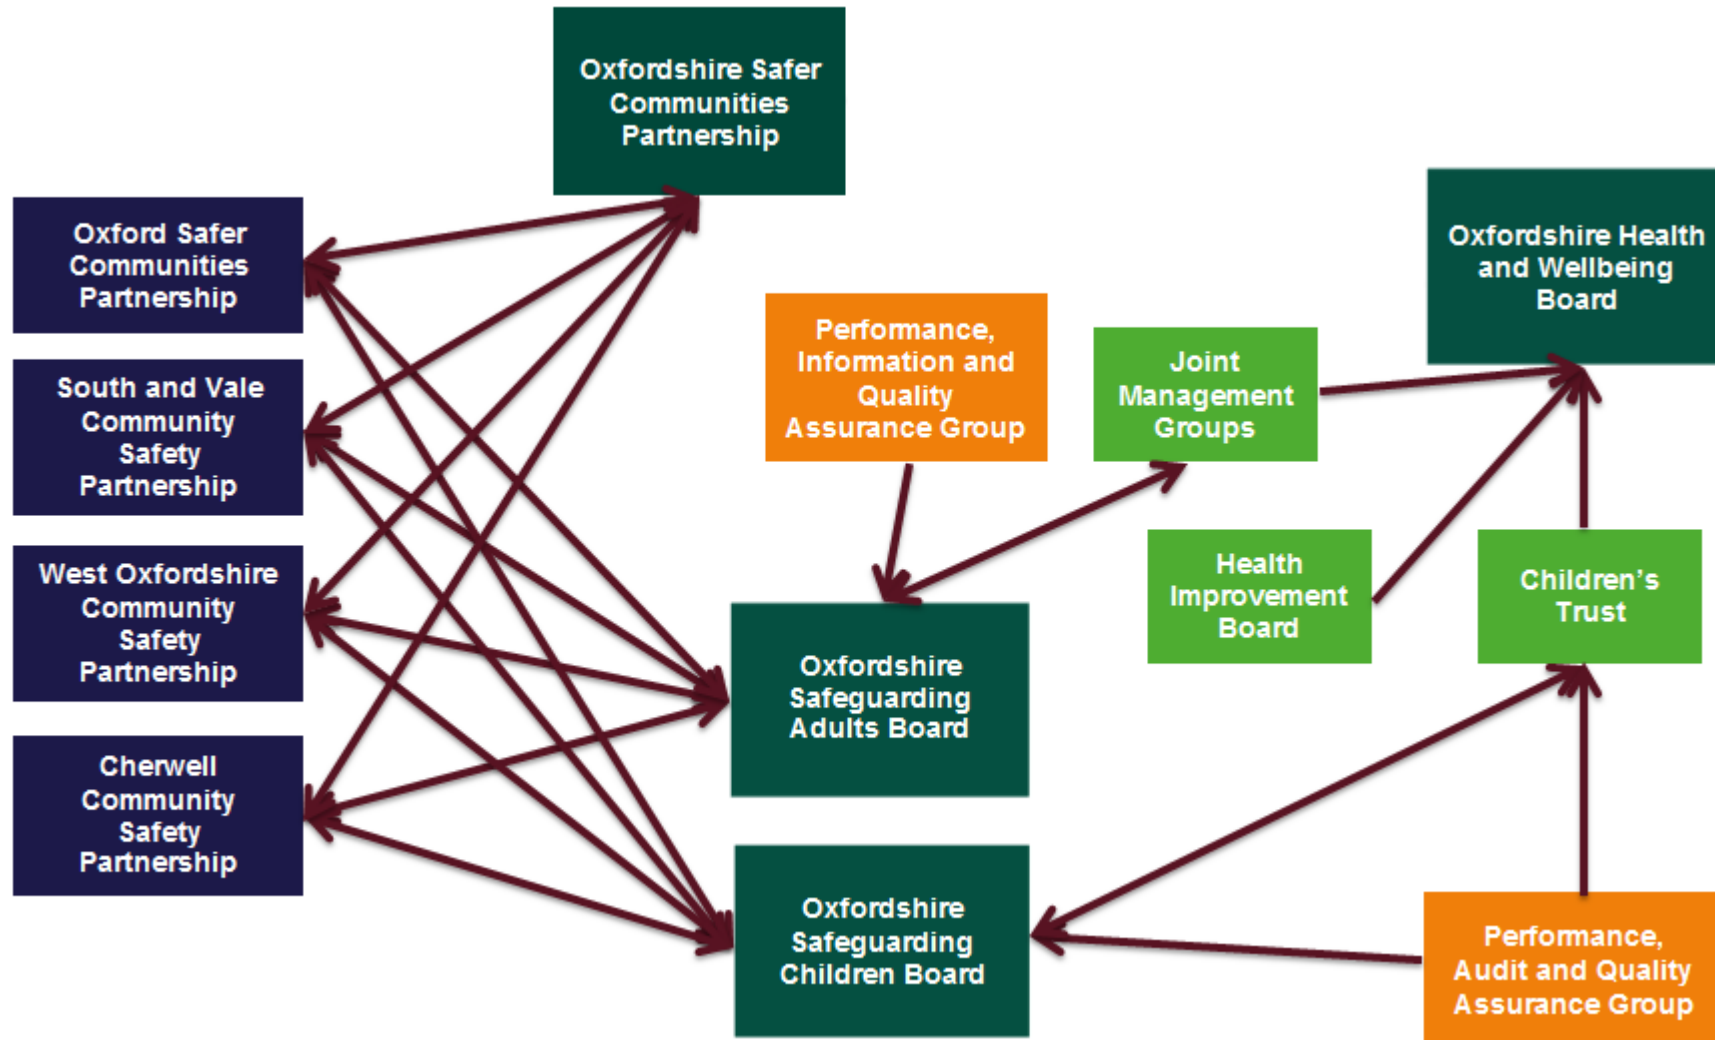 Oxfordshire Safer
Communities
Partnership
Oxford Safer
Communities
Partnership
South and Vale
Community
Safety
Partnership
West Oxfordshire
Community
Safety
Partnership
Cherwell
Community
Safety
Partnership
Performance,
Information and
Quality
Assurance Group
Joint
Management
Groups
Oxfordshire Health
and Wellbeing
Board
Health
Improvement
Board
Children's
Trust
Oxfordshire
Safeguarding
Adults Board
Oxfordshire
Safeguarding
Children Board
Performance,
Audit and Quality
Assurance Group